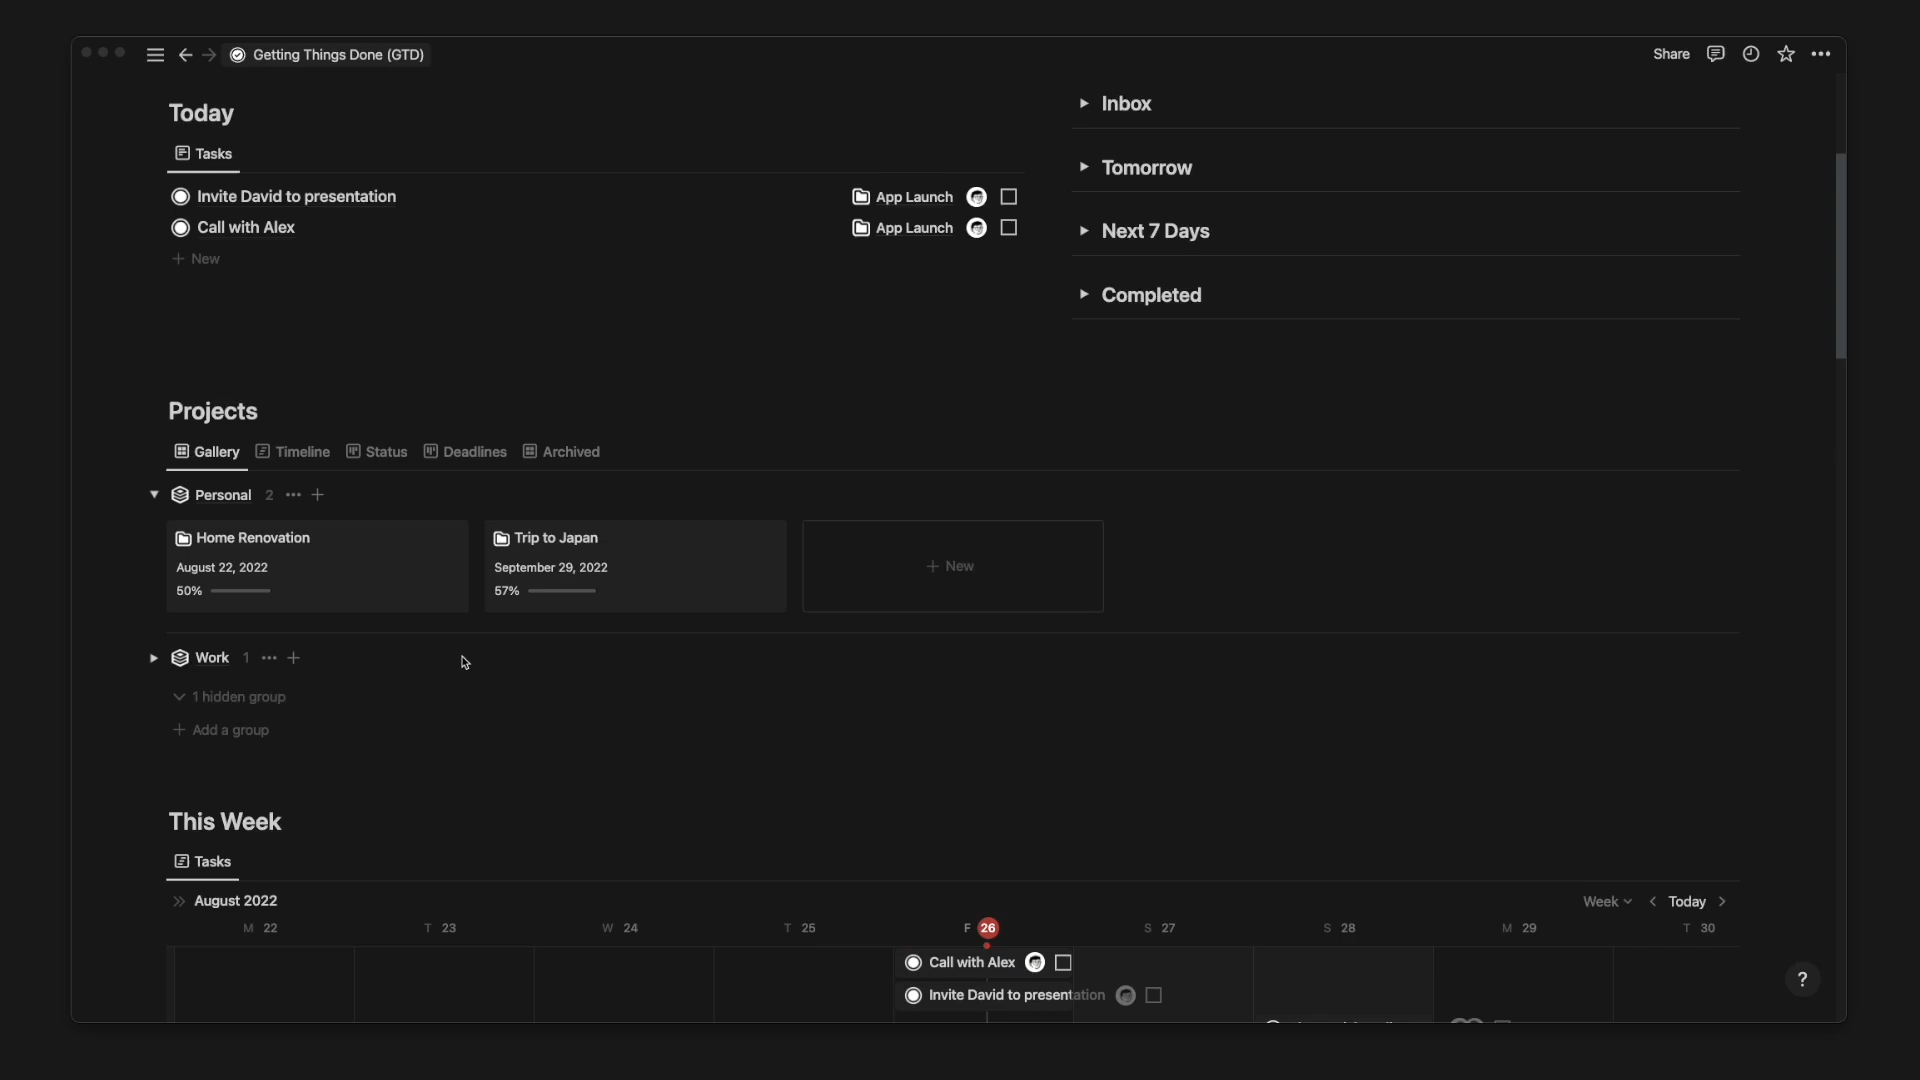 Getting Things Done (GTD)
Share
Today
Tasks
Invite David to presentation
App Launch
Call with Alex
App Launch
New
Inbox
Tomorrow
Next 7 Days
Completed
Projects
Gallery Timeline Status Deadlines Archived
Personal 2
Home Renovation
August 22, 2022
50%
Trip to Japan
September 29, 2022
57%
New
Work 1
1 hidden group
Add a group
This Week
Tasks
August 2022
Week Today
M 22 T 23 W 24 T 25 F 26 S 27 S 28 M 29 T 30
Call with Alex
Invite David to presentation
?